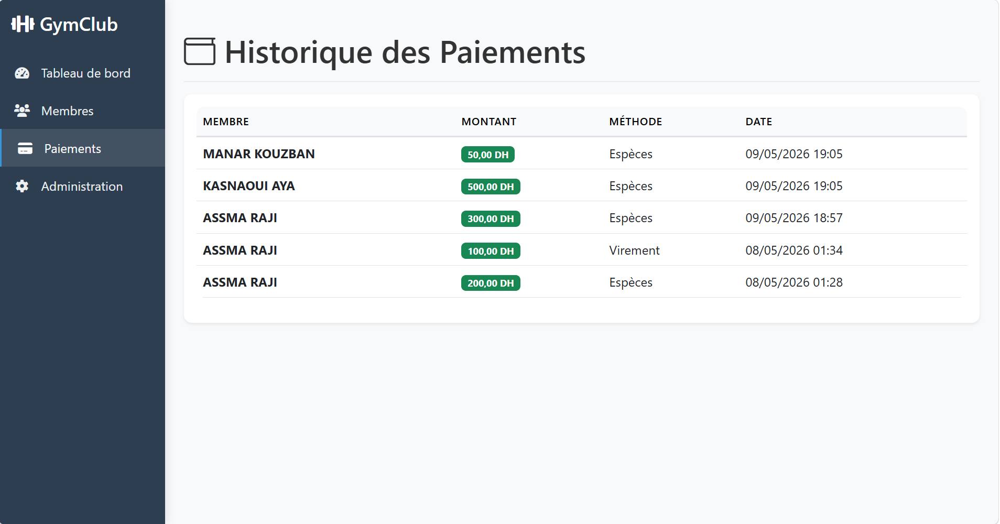 GymClub
Tableau de bord
Membres
Paiements
Administration
Historique des Paiements
MEMBRE MONTANT MÉTHODE DATE
MANAR KOUZBAN 50,00 DH Espèces 09/05/2026 19:05
KASNAOUI AYA 500,00 DH Espèces 09/05/2026 19:05
ASSMA RAJI 300,00 DH Espèces 09/05/2026 18:57
ASSMA RAJI 100,00 DH Virement 08/05/2026 01:34
ASSMA RAJI 200,00 DH Espèces 08/05/2026 01:28